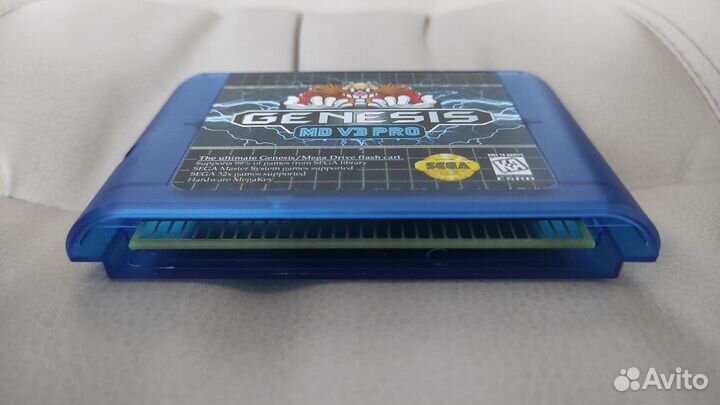 GENESIS
MD V3 PRO
The ultimate Genesis/Mega Drive flash cart.
Supports 99% of games from SEGA library
SEGA Master System games supported
SEGA 32x games supported
Hardware MegaKey
SEGA
K-A
ESRB
Avito